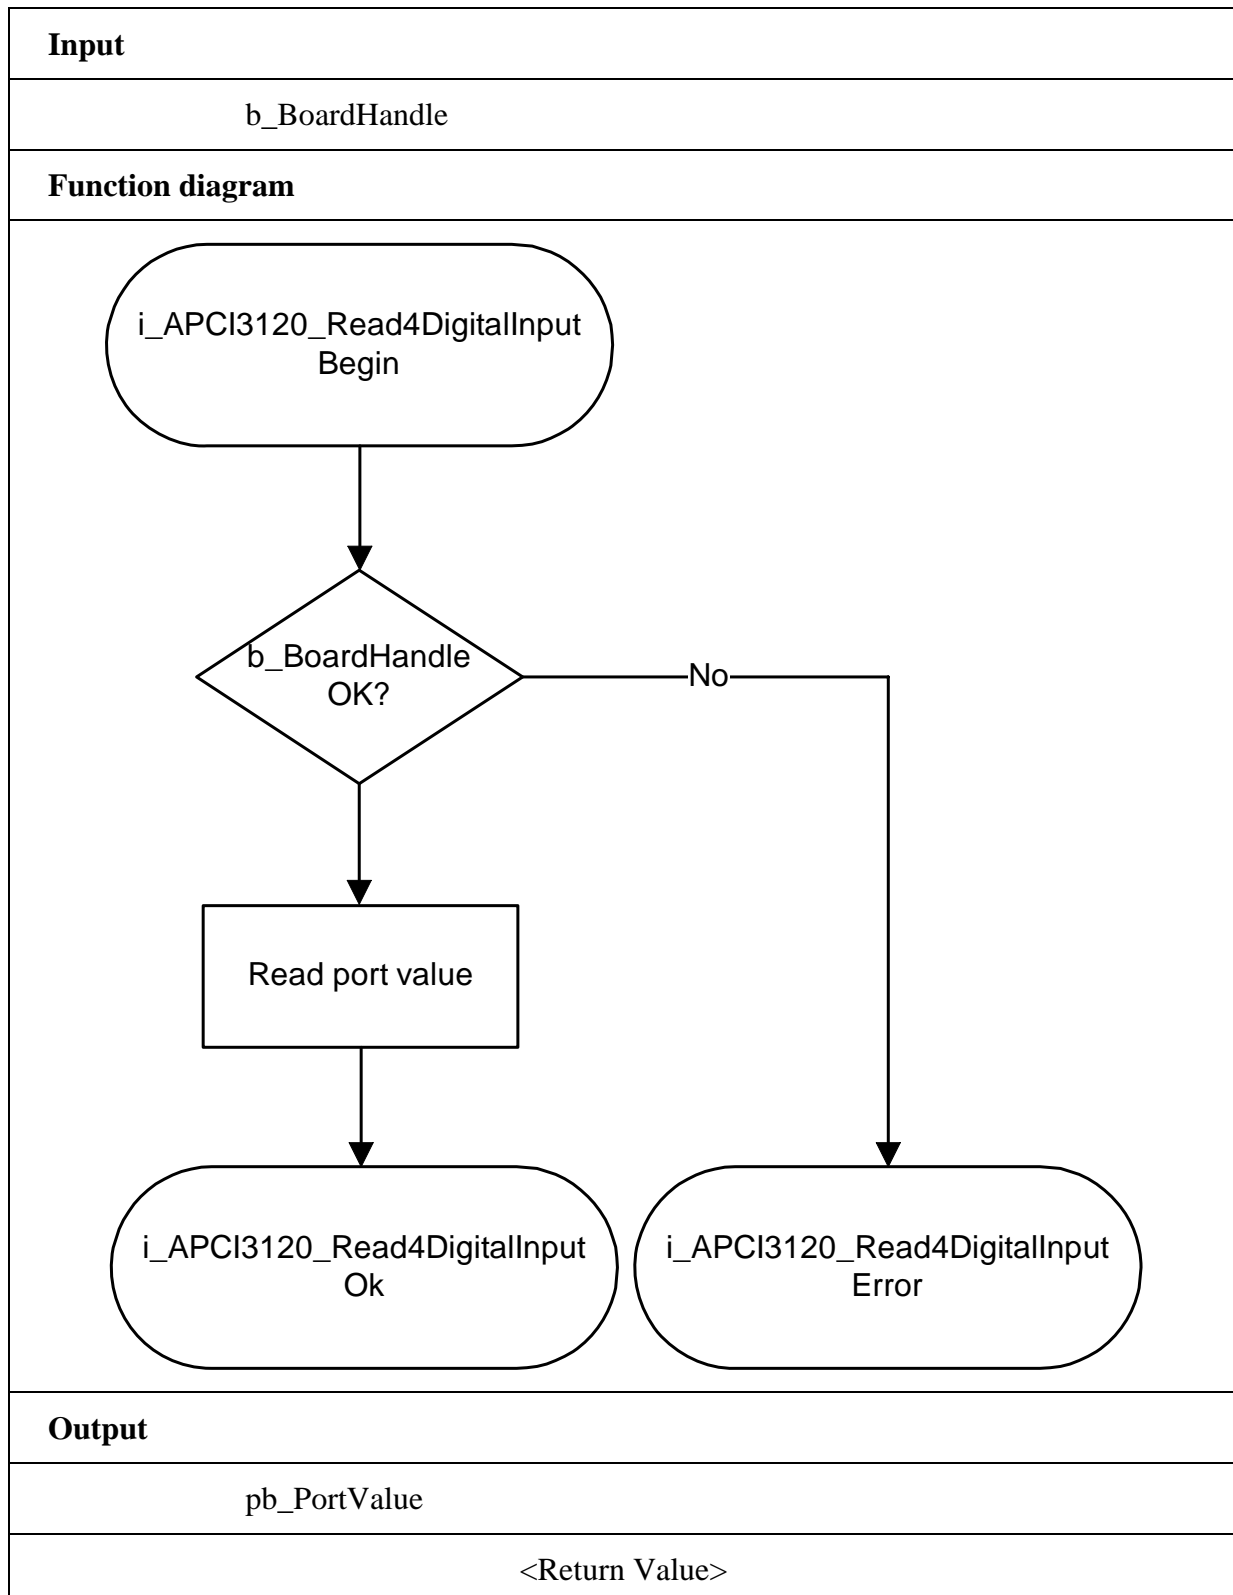 Input
b_BoardHandle
Function diagram
i_APCI3120_Read4DigitalInput
Begin
b_BoardHandle
OK?
No
Read port value
i_APCI3120_Read4DigitalInput
Ok
i_APCI3120_Read4DigitalInput
Error
Output
pb_PortValue
<Return Value>